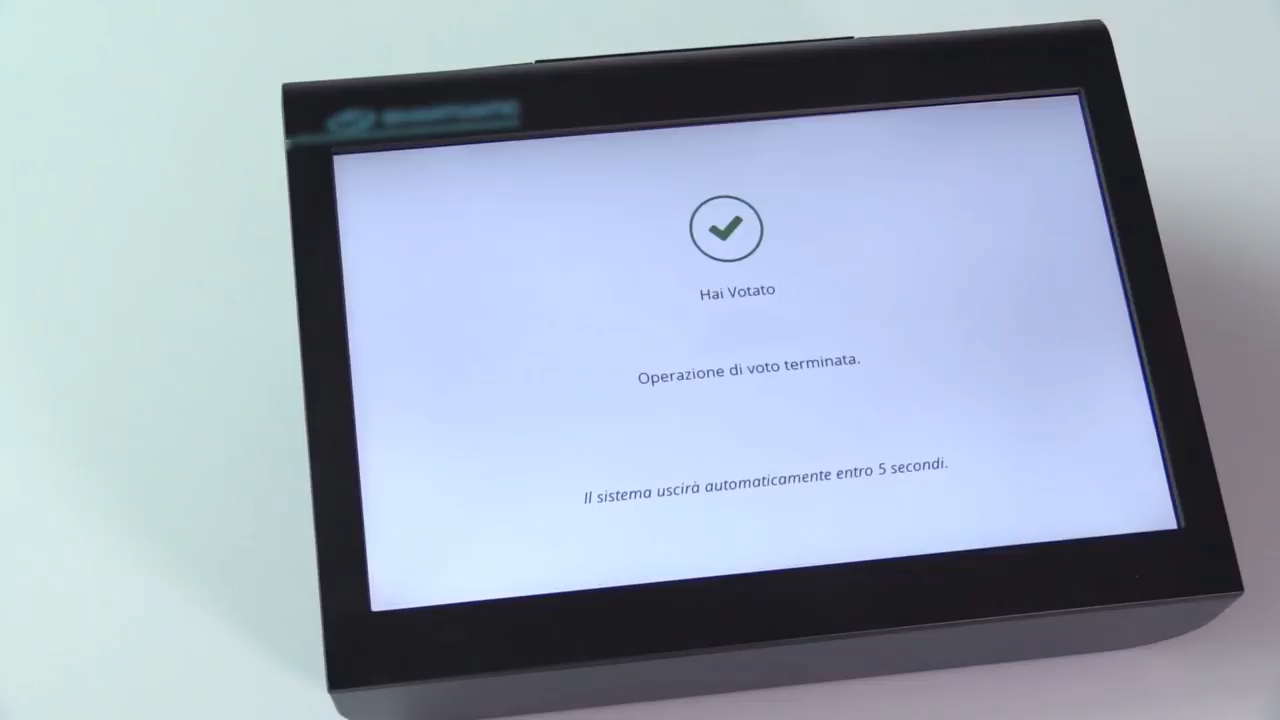 Hai Votato
Operazione di voto terminata.
Il sistema uscirà automaticamente entro 5 secondi.